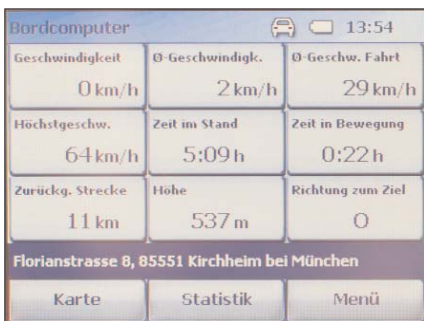 Bordcomputer 13:54
Geschwindigkeit Ø-Geschwindigk. Ø-Geschw. Fahrt
0 km/h 2 km/h 29 km/h
Höchstgeschw. Zeit im Stand Zeit in Bewegung
64 km/h 5:09 h 0:22 h
Zurückg. Strecke Höhe Richtung zum Ziel
11 km 537 m O
Florianstrasse 8, 85551 Kirchheim bei München
Karte Statistik Menü